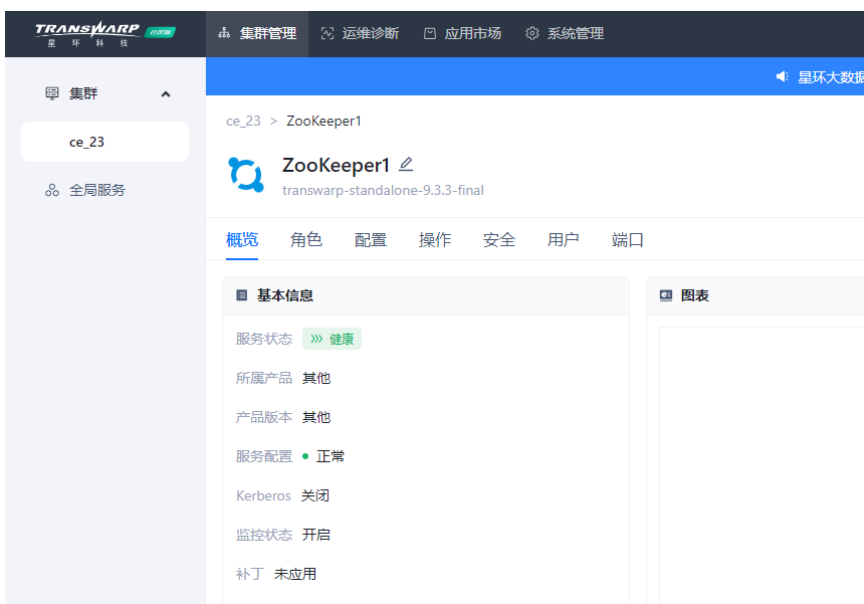 TRANSWARP 社区版
星环科技
集群管理 运维诊断 应用市场 系统管理
集群
ce_23
全局服务
星环大数据
ce_23 > ZooKeeper1
ZooKeeper1
transwarp-standalone-9.3.3-final
概览 角色 配置 操作 安全 用户 端口
基本信息
服务状态 健康
所属产品 其他
产品版本 其他
服务配置 正常
Kerberos 关闭
监控状态 开启
补丁 未应用
图表